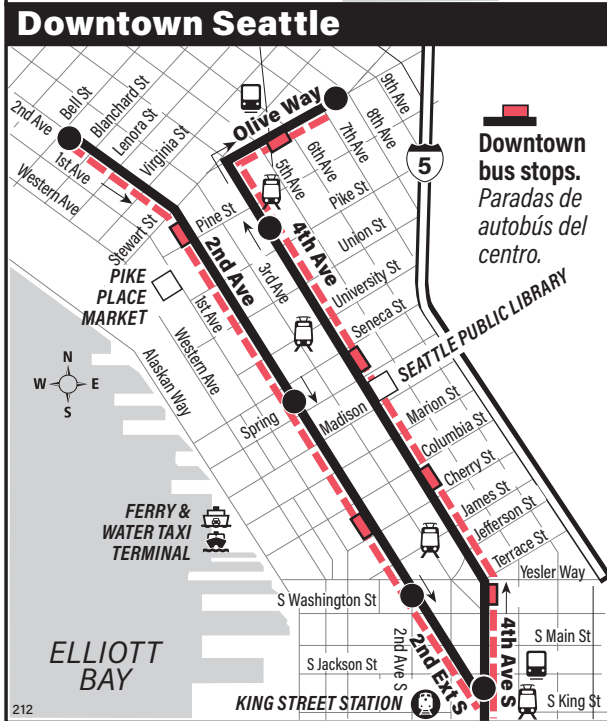 Downtown Seattle
2nd Ave
Bell St
Blanchard St
Lenora St
Virginia St
1st Ave
Western Ave
Stewart St
Olive Way
9th Ave
8th Ave
7th Ave
6th Ave
5th Ave
5
Downtown
bus stops.
Paradas de
autobús del
centro.
Pine St
Pike St
Union St
University St
Seneca St
2nd Ave
3rd Ave
4th Ave
PIKE
PLACE
MARKET
1st Ave
Western Ave
Alaskan Way
SEATTLE PUBLIC LIBRARY
N
W
E
S
Spring
Madison
Marion St
Columbia St
Cherry St
James St
Jefferson St
Terrace St
Yesler Way
FERRY &
WATER TAXI
TERMINAL
S Washington St
2nd Ave S
2nd Ext S
4th Ave S
S Main St
S Jackson St
S King St
ELLIOTT
BAY
KING STREET STATION
212